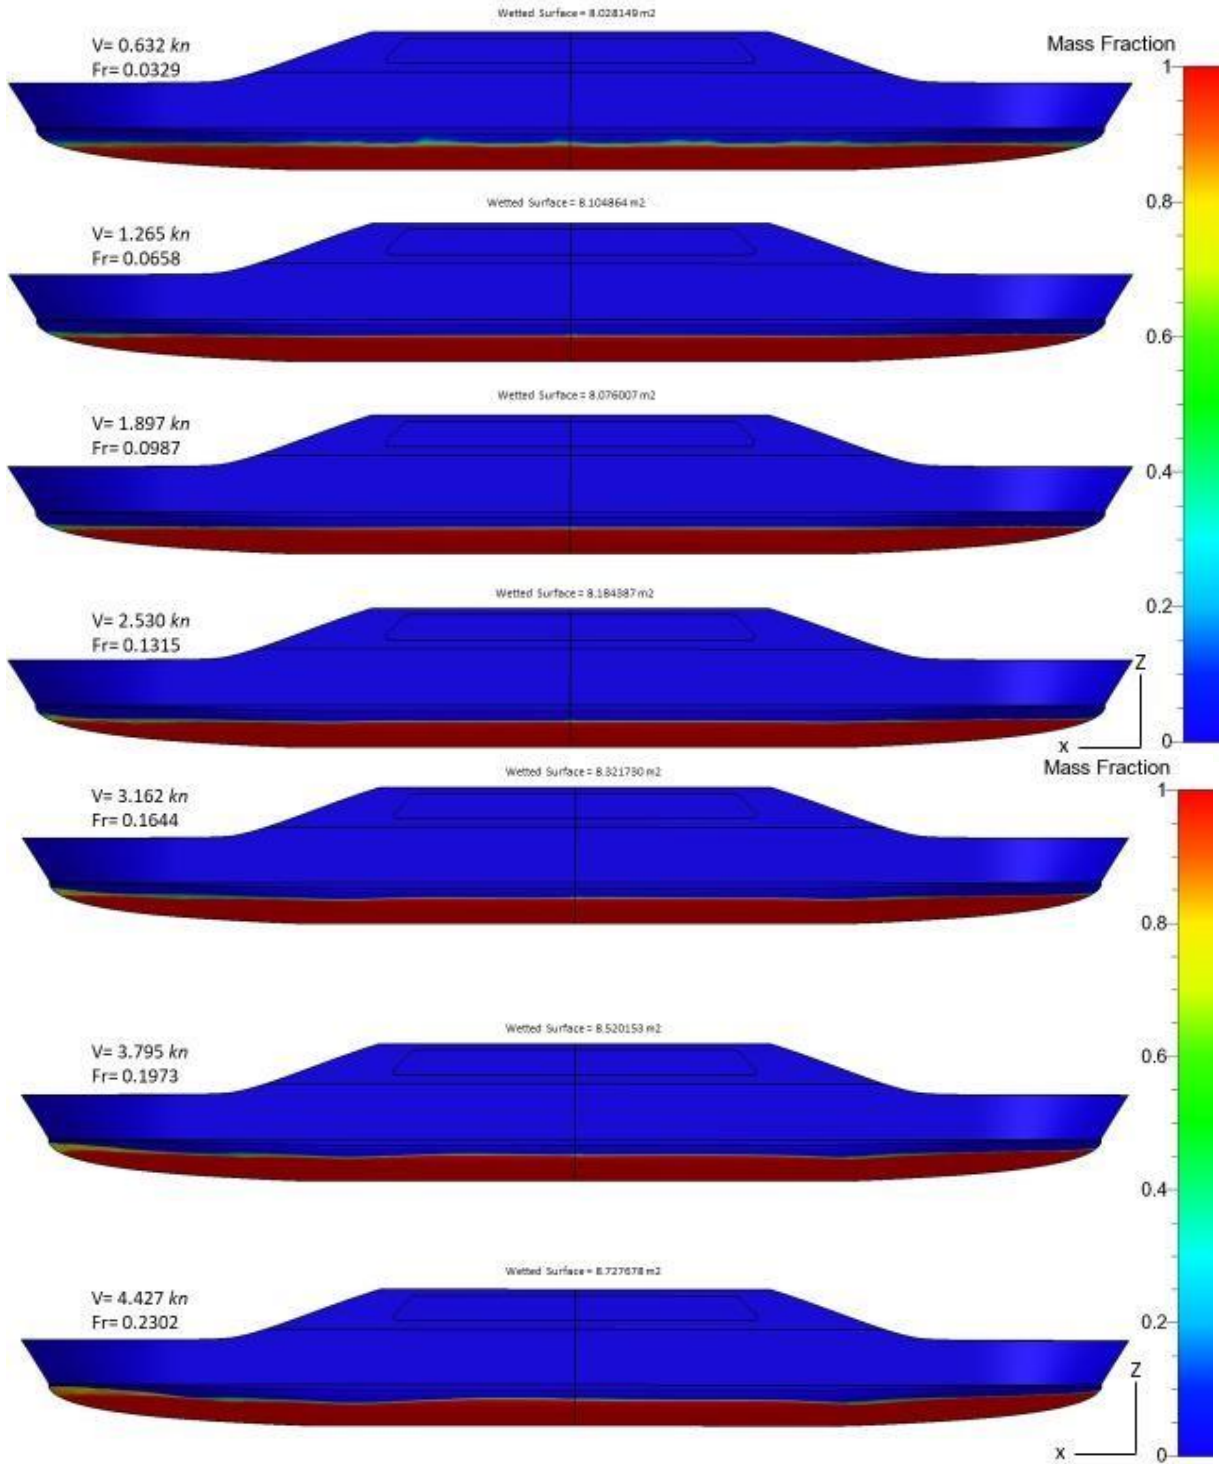 Wetted Surface = 8.028149 m2
V= 0.632 kn
Fr= 0.0329
Mass Fraction
1
0.8
0.6
0.4
0.2
0
Wetted Surface = 8.104864 m2
V= 1.265 kn
Fr= 0.0658
Wetted Surface = 8.076007 m2
V= 1.897 kn
Fr= 0.0987
Wetted Surface = 8.184387 m2
V= 2.530 kn
Fr= 0.1315
Z
X
Mass Fraction
1
0.8
0.6
0.4
0.2
0
Wetted Surface = 8.321730 m2
V= 3.162 kn
Fr= 0.1644
Wetted Surface = 8.520153 m2
V= 3.795 kn
Fr= 0.1973
Wetted Surface = 8.727678 m2
V= 4.427 kn
Fr= 0.2302
Z
X